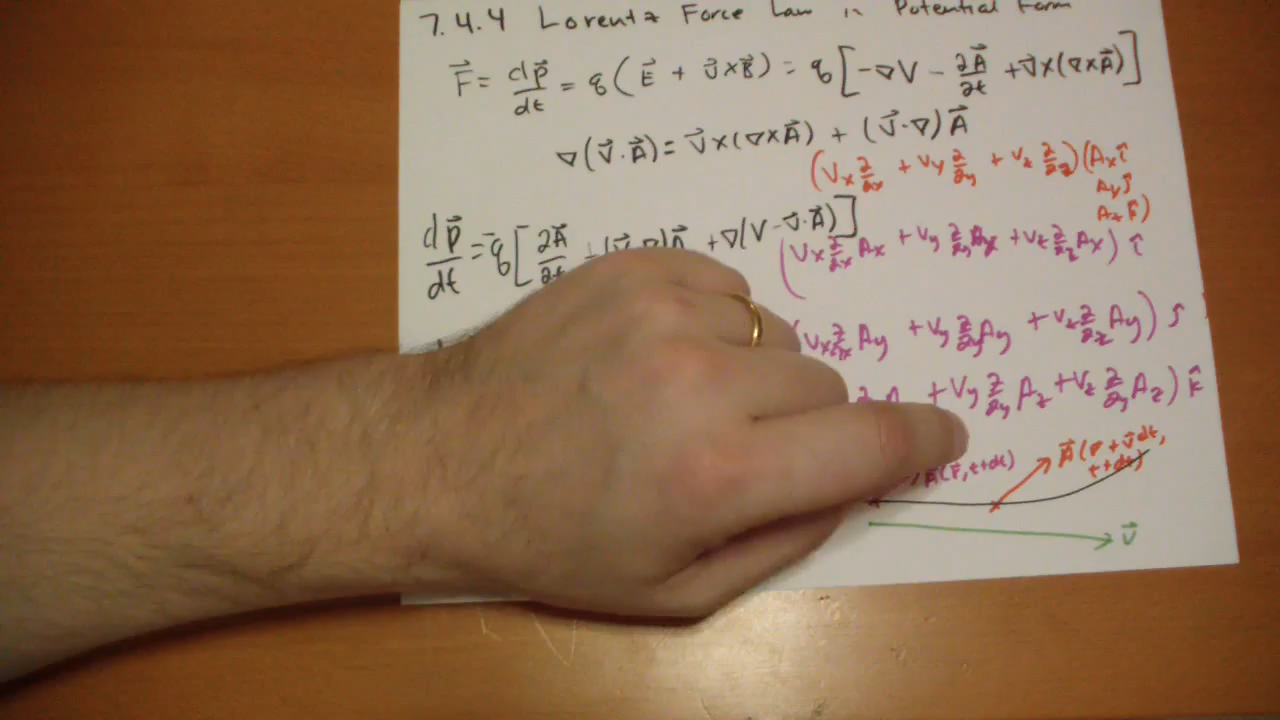 7.4.4 Lorentz Force Law in Potential Form
F⃗ = dp⃗/dt = q(E⃗ + v⃗×B⃗) = q[-∇V - ∂A⃗/∂t + v⃗×(∇×A⃗)]
∇(v⃗·A⃗) = v⃗×(∇×A⃗) + (v⃗·∇)A⃗
(Vx ∂/∂x + Vy ∂/∂y + Vz ∂/∂z)(Ax î
Ay ĵ
Az k̂)
dp⃗/dt = -q[∂A⃗/∂t + (v⃗·∇)A⃗ + ∇(V - v⃗·A⃗)]
(Vx ∂/∂x Ax + Vy ∂/∂y Ax + Vz ∂/∂z Ax) î
(Vx ∂/∂x Ay + Vy ∂/∂y Ay + Vz ∂/∂z Ay) ĵ
+ Vy ∂/∂y Az + Vz ∂/∂y Az) k̂
A⃗(r⃗, t+dt)
A⃗(r + v⃗dt,
t+dt)
v⃗